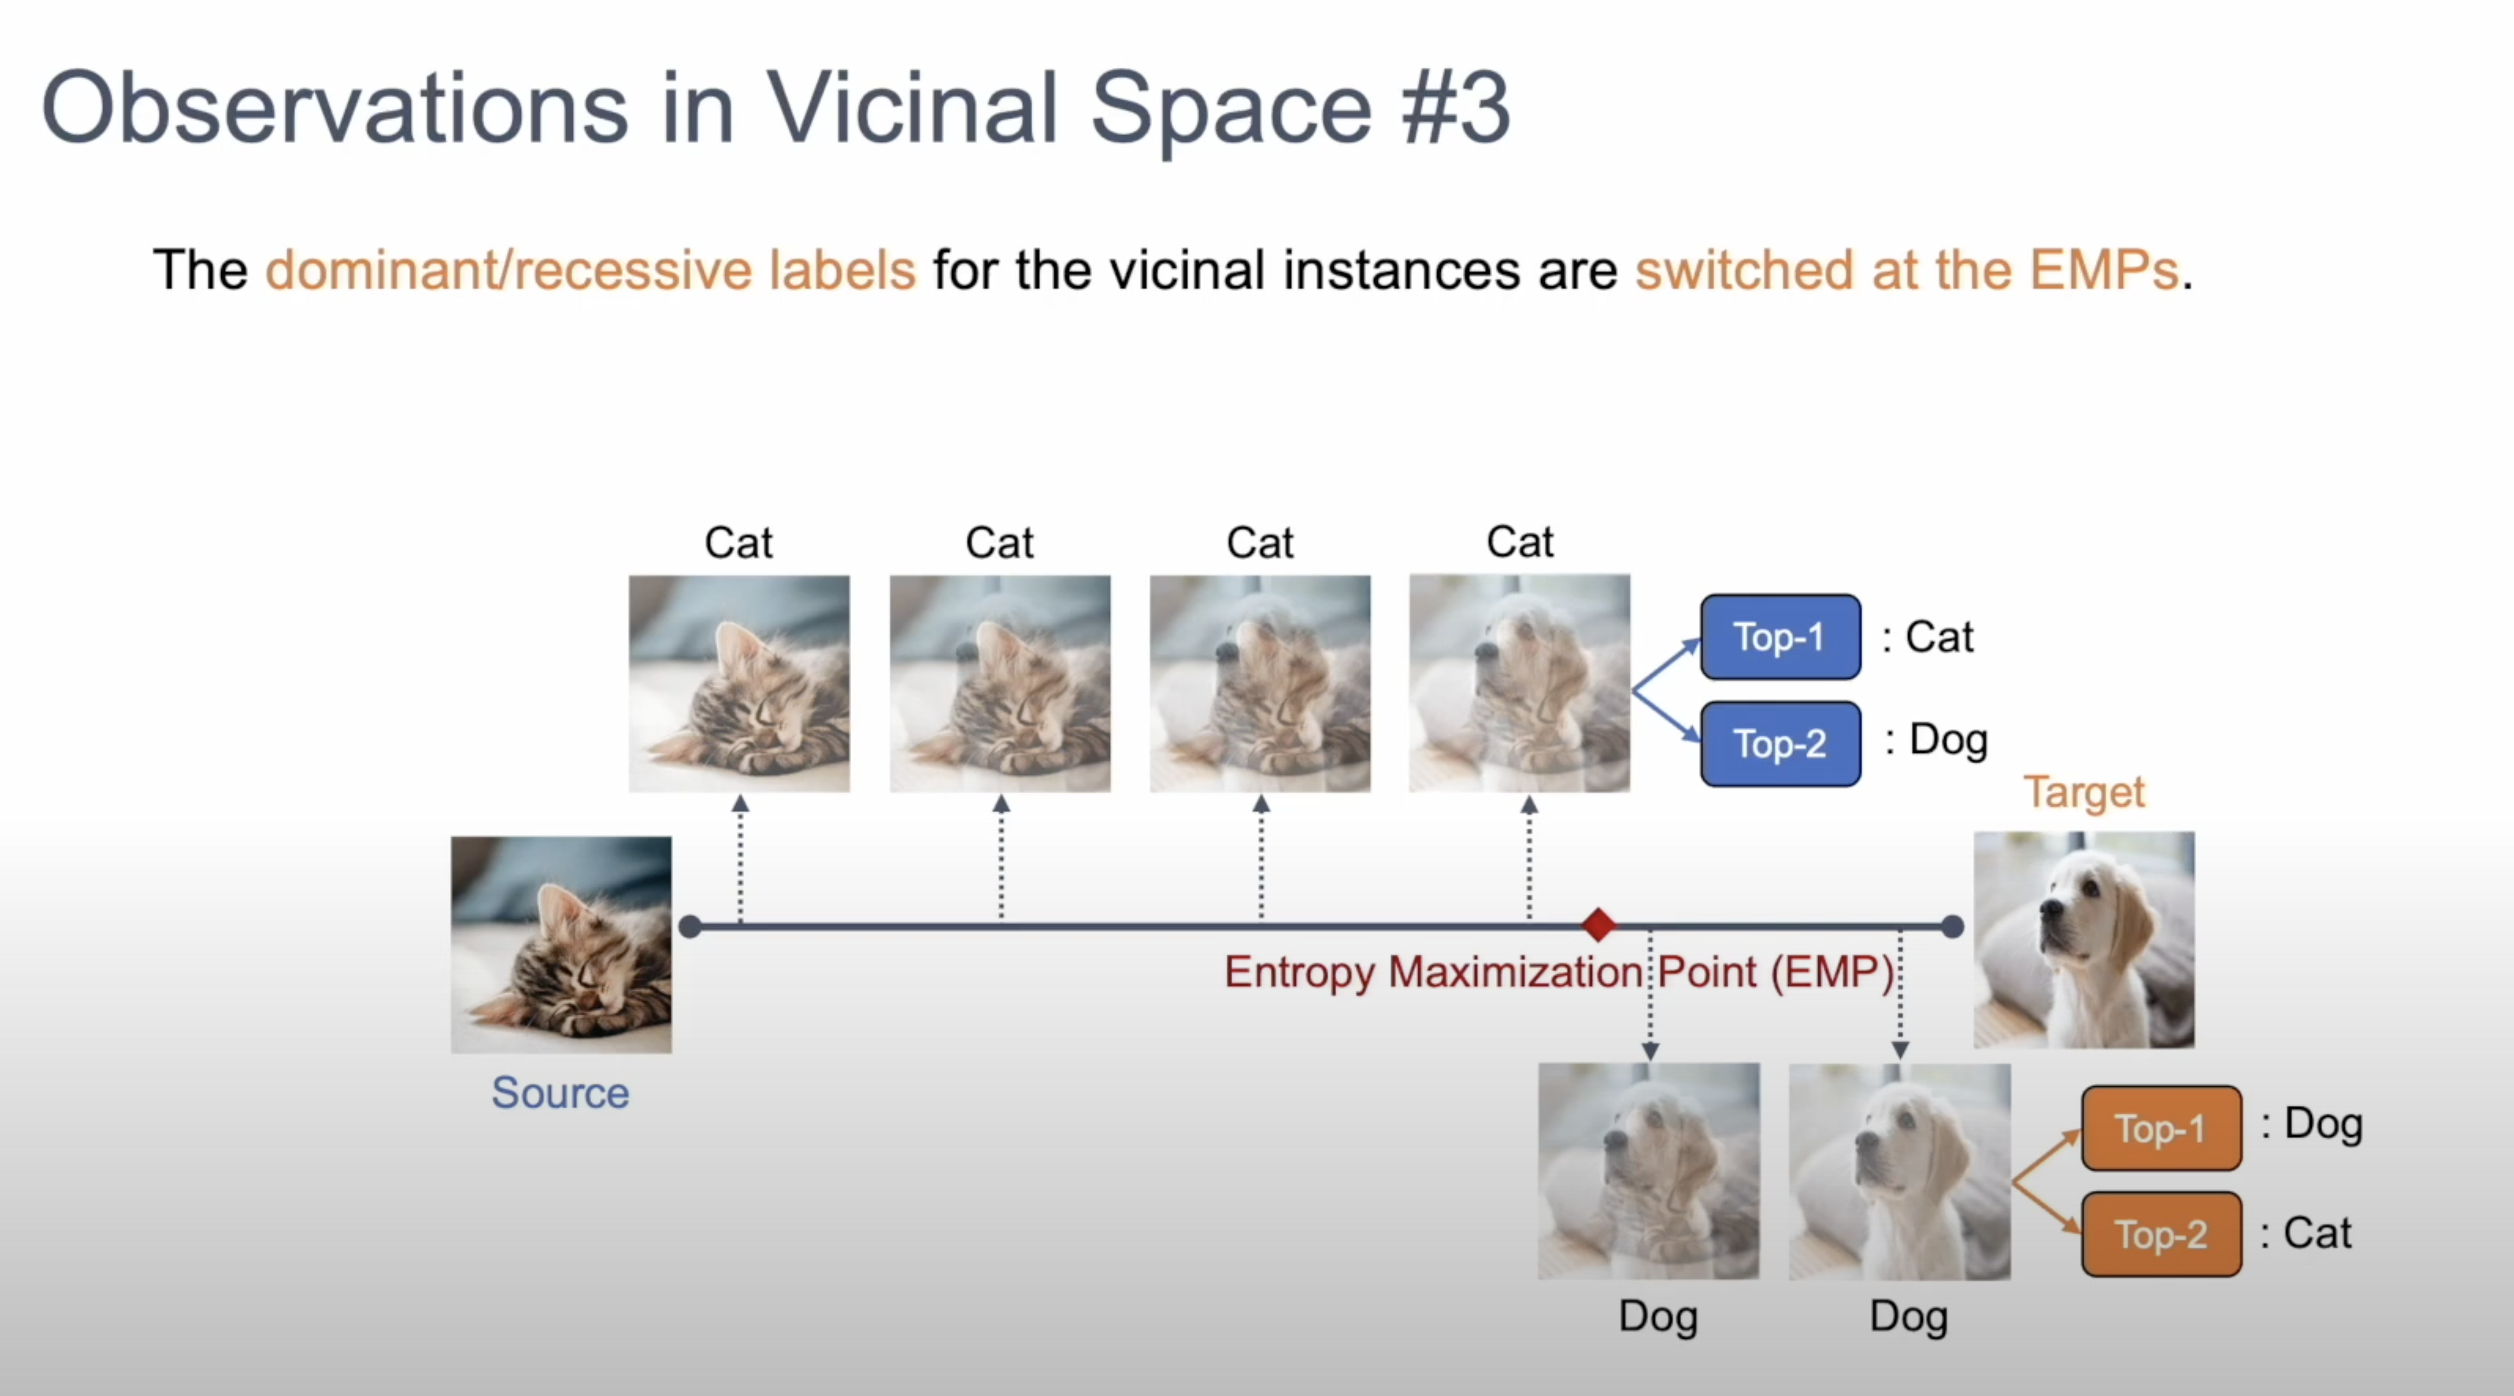 Observations in Vicinal Space #3
The dominant/recessive labels for the vicinal instances are switched at the EMPs.
Cat
Cat
Cat
Cat
Top-1 : Cat
Top-2 : Dog
Target
Entropy Maximization Point (EMP)
Source
Top-1 : Dog
Top-2 : Cat
Dog
Dog